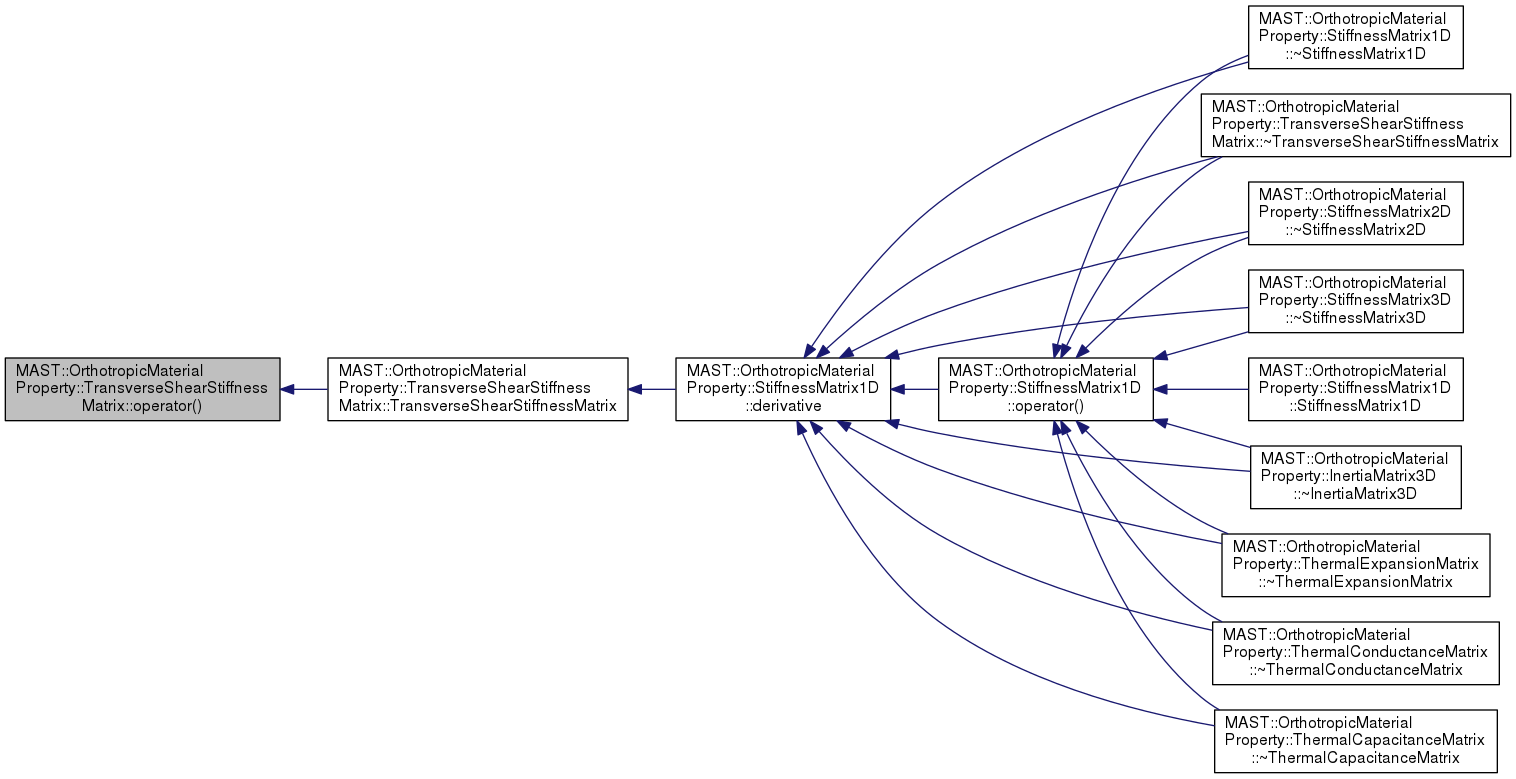 MAST::OrthotropicMaterial
Property::TransverseShearStiffness
Matrix::operator()
MAST::OrthotropicMaterial
Property::TransverseShearStiffness
Matrix::TransverseShearStiffnessMatrix
MAST::OrthotropicMaterial
Property::StiffnessMatrix1D
::derivative
MAST::OrthotropicMaterial
Property::StiffnessMatrix1D
::operator()
MAST::OrthotropicMaterial
Property::StiffnessMatrix1D
::~StiffnessMatrix1D
MAST::OrthotropicMaterial
Property::TransverseShearStiffness
Matrix::~TransverseShearStiffnessMatrix
MAST::OrthotropicMaterial
Property::StiffnessMatrix2D
::~StiffnessMatrix2D
MAST::OrthotropicMaterial
Property::StiffnessMatrix3D
::~StiffnessMatrix3D
MAST::OrthotropicMaterial
Property::StiffnessMatrix1D
::StiffnessMatrix1D
MAST::OrthotropicMaterial
Property::InertiaMatrix3D
::~InertiaMatrix3D
MAST::OrthotropicMaterial
Property::ThermalExpansionMatrix
::~ThermalExpansionMatrix
MAST::OrthotropicMaterial
Property::ThermalConductanceMatrix
::~ThermalConductanceMatrix
MAST::OrthotropicMaterial
Property::ThermalCapacitanceMatrix
::~ThermalCapacitanceMatrix